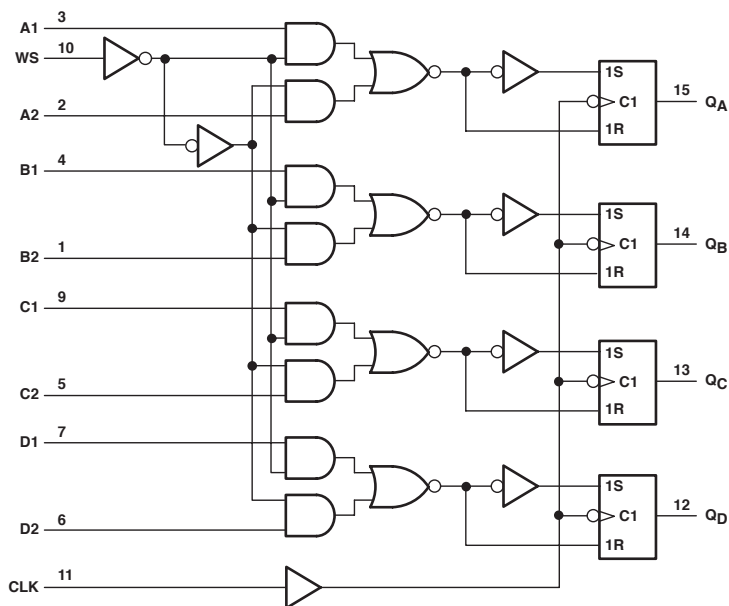 A1 3
WS 10
1S
C1 15 QA
A2 2
1R
B1 4
1S
C1 14 QB
B2 1
1R
C1 9
1S
C1 13 QC
C2 5
1R
D1 7
1S
C1 12 QD
D2 6
1R
CLK 11